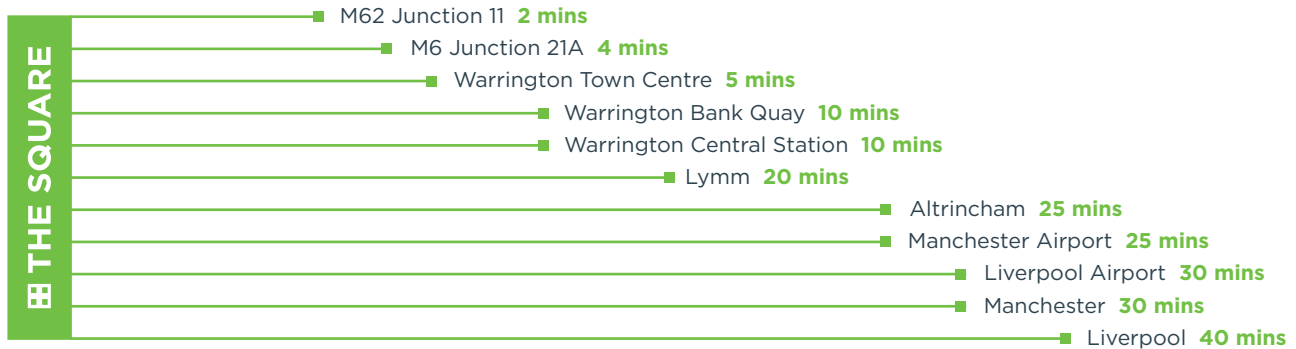 THE SQUARE
M62 Junction 11 2 mins
M6 Junction 21A 4 mins
Warrington Town Centre 5 mins
Warrington Bank Quay 10 mins
Warrington Central Station 10 mins
Lymm 20 mins
Altrincham 25 mins
Manchester Airport 25 mins
Liverpool Airport 30 mins
Manchester 30 mins
Liverpool 40 mins